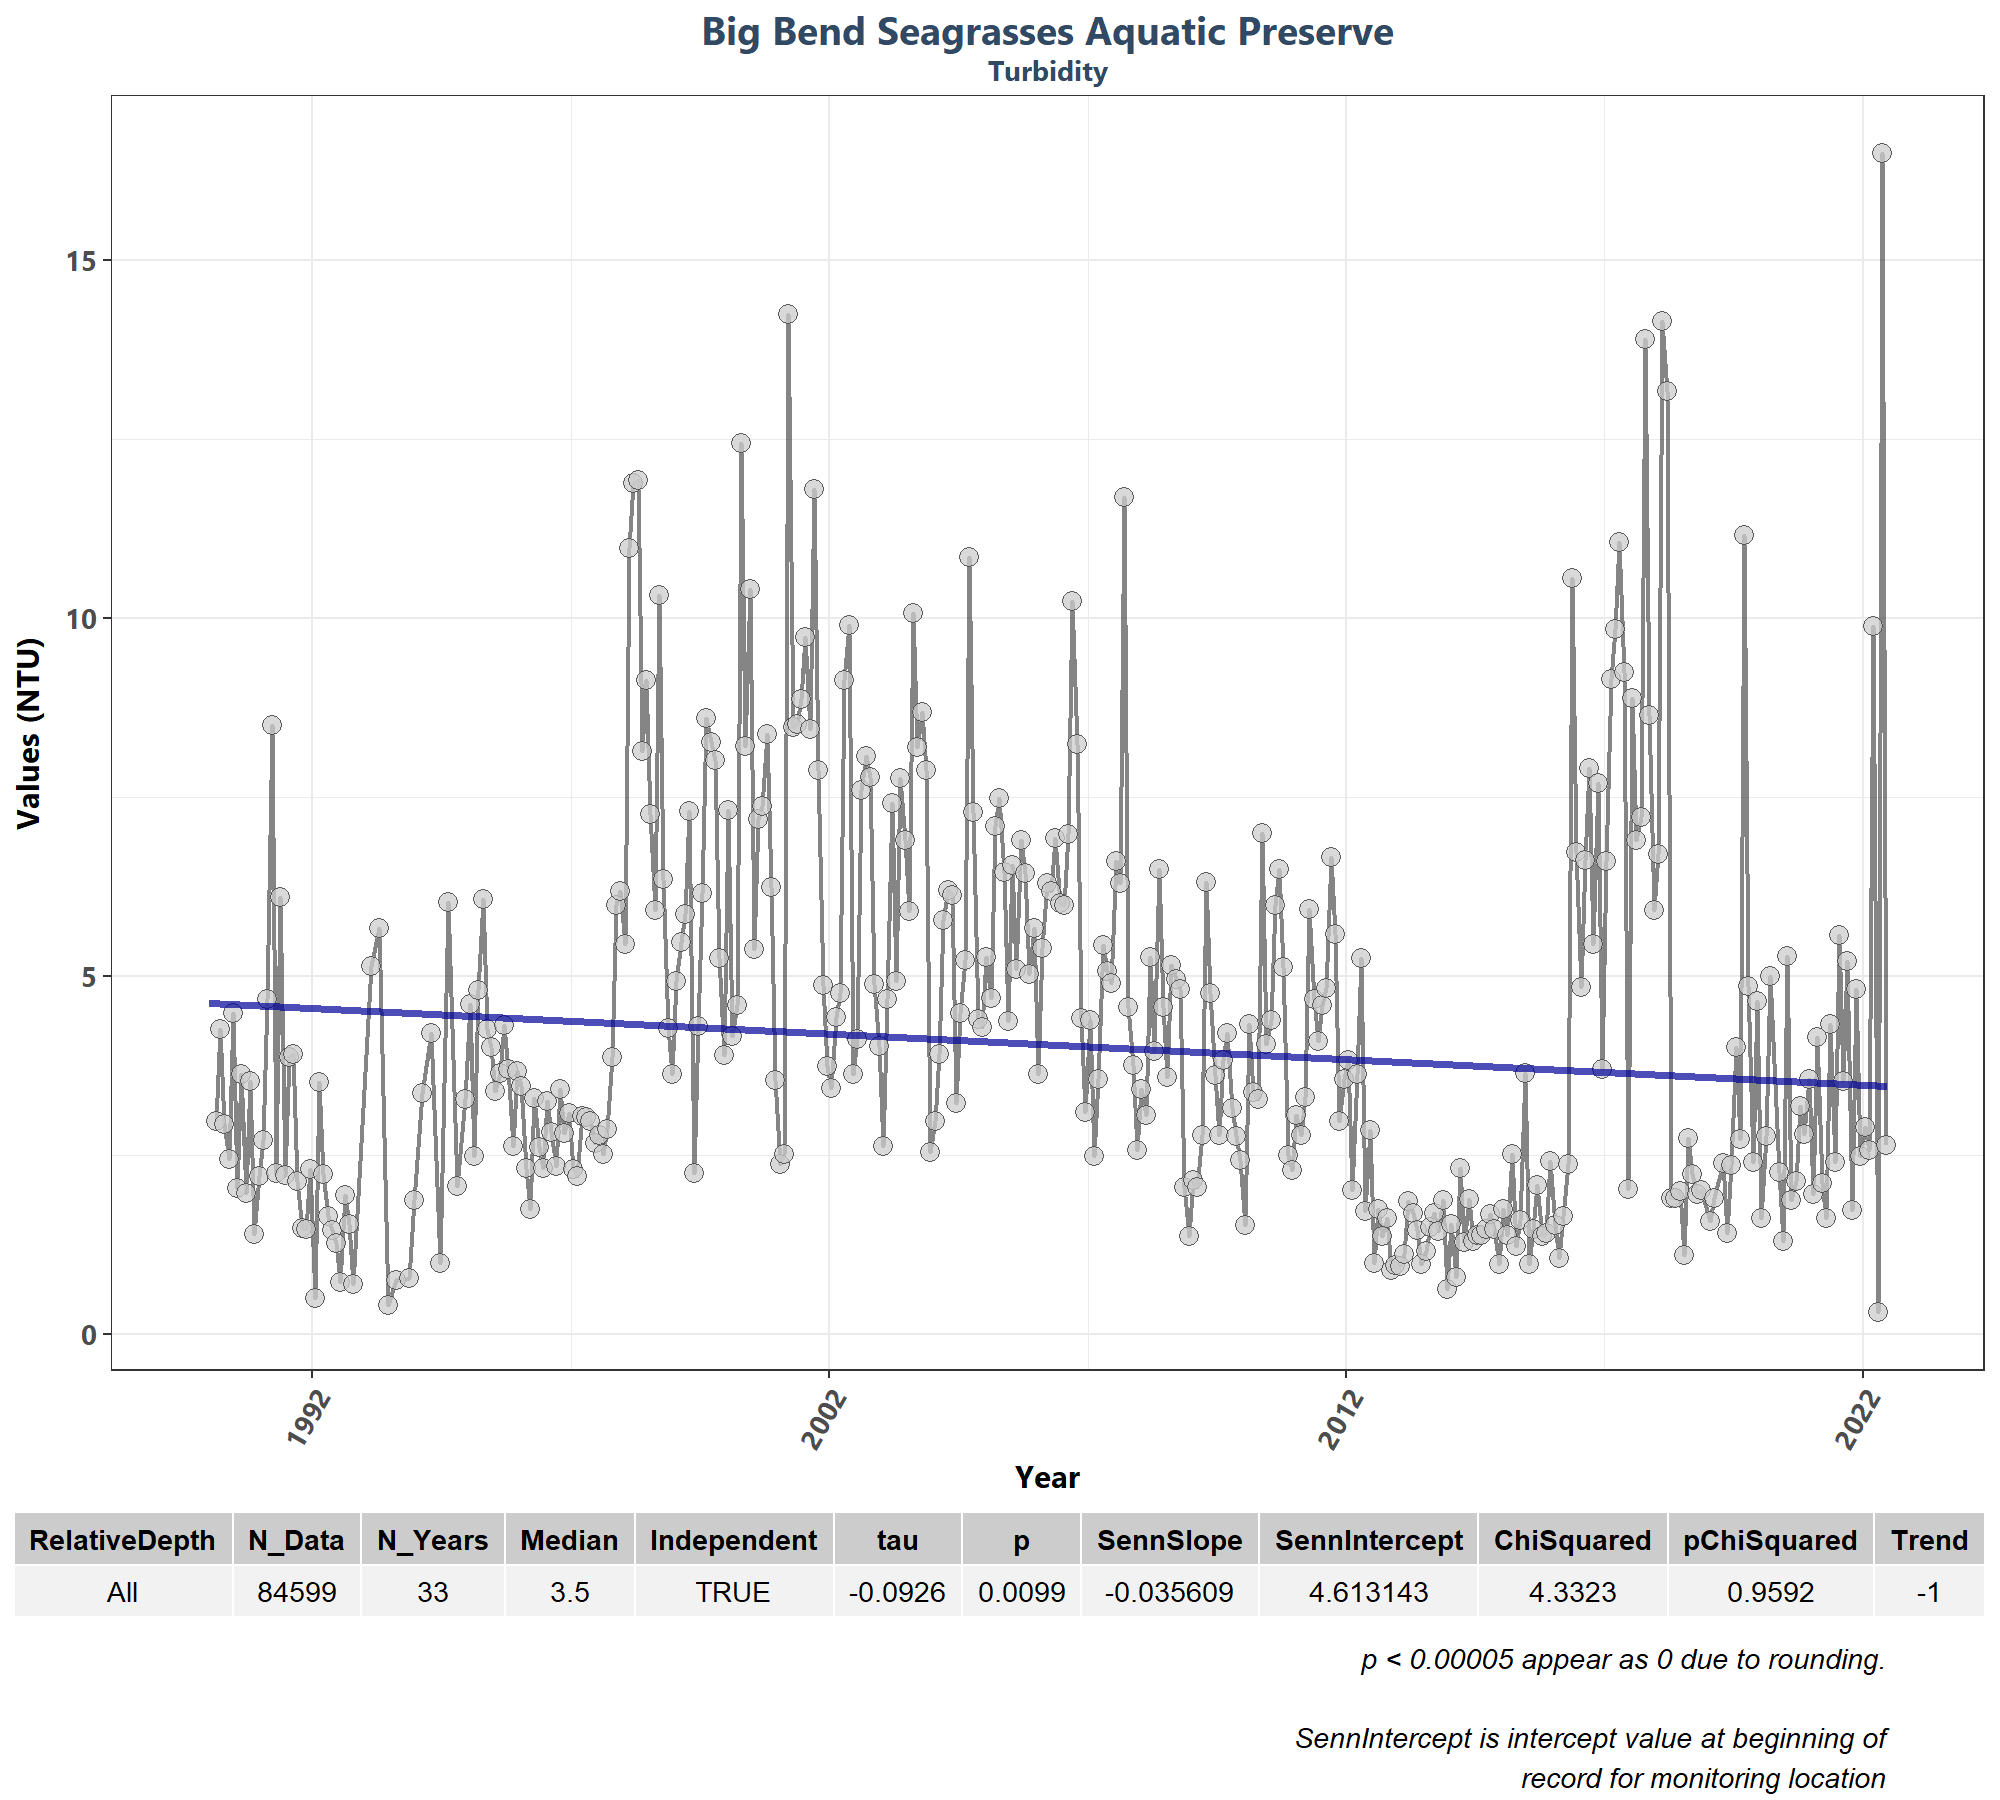 Big Bend Seagrasses Aquatic Preserve
Turbidity
Values (NTU)
15
10
5
0
1992 2002 2012 2022
Year
RelativeDepth N_Data N_Years Median Independent tau p SennSlope SennIntercept ChiSquared pChiSquared Trend
All 84599 33 3.5 TRUE -0.0926 0.0099 -0.035609 4.613143 4.3323 0.9592 -1
p < 0.00005 appear as 0 due to rounding.
SennIntercept is intercept value at beginning of
record for monitoring location